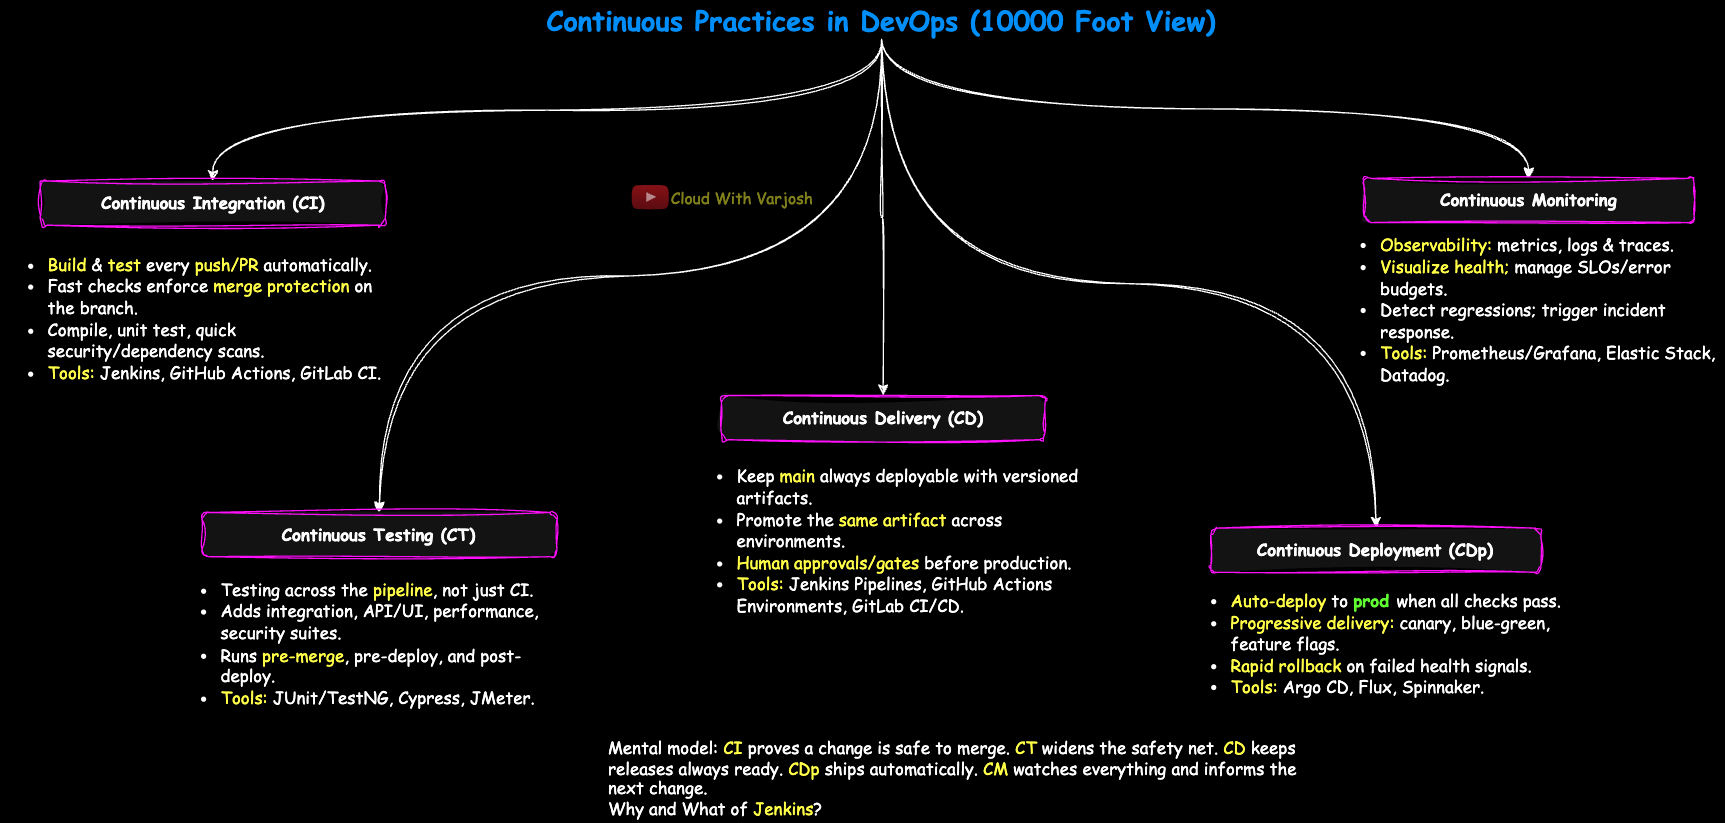 Continuous Practices in DevOps (10000 Foot View)
Continuous Integration (CI)
• Build & test every push/PR automatically.
• Fast checks enforce merge protection on
the branch.
• Compile, unit test, quick
security/dependency scans.
• Tools: Jenkins, GitHub Actions, GitLab CI.
Cloud With Varjosh
Continuous Monitoring
• Observability: metrics, logs & traces.
• Visualize health; manage SLOs/error
budgets.
• Detect regressions; trigger incident
response.
• Tools: Prometheus/Grafana, Elastic Stack,
Datadog.
Continuous Testing (CT)
• Testing across the pipeline, not just CI.
• Adds integration, API/UI, performance,
security suites.
• Runs pre-merge, pre-deploy, and post-
deploy.
• Tools: JUnit/TestNG, Cypress, JMeter.
Continuous Delivery (CD)
• Keep main always deployable with versioned
artifacts.
• Promote the same artifact across
environments.
• Human approvals/gates before production.
• Tools: Jenkins Pipelines, GitHub Actions
Environments, GitLab CI/CD.
Continuous Deployment (CDp)
• Auto-deploy to prod when all checks pass.
• Progressive delivery: canary, blue-green,
feature flags.
• Rapid rollback on failed health signals.
• Tools: Argo CD, Flux, Spinnaker.
Mental model: CI proves a change is safe to merge. CT widens the safety net. CD keeps
releases always ready. CDp ships automatically. CM watches everything and informs the
next change.
Why and What of Jenkins?